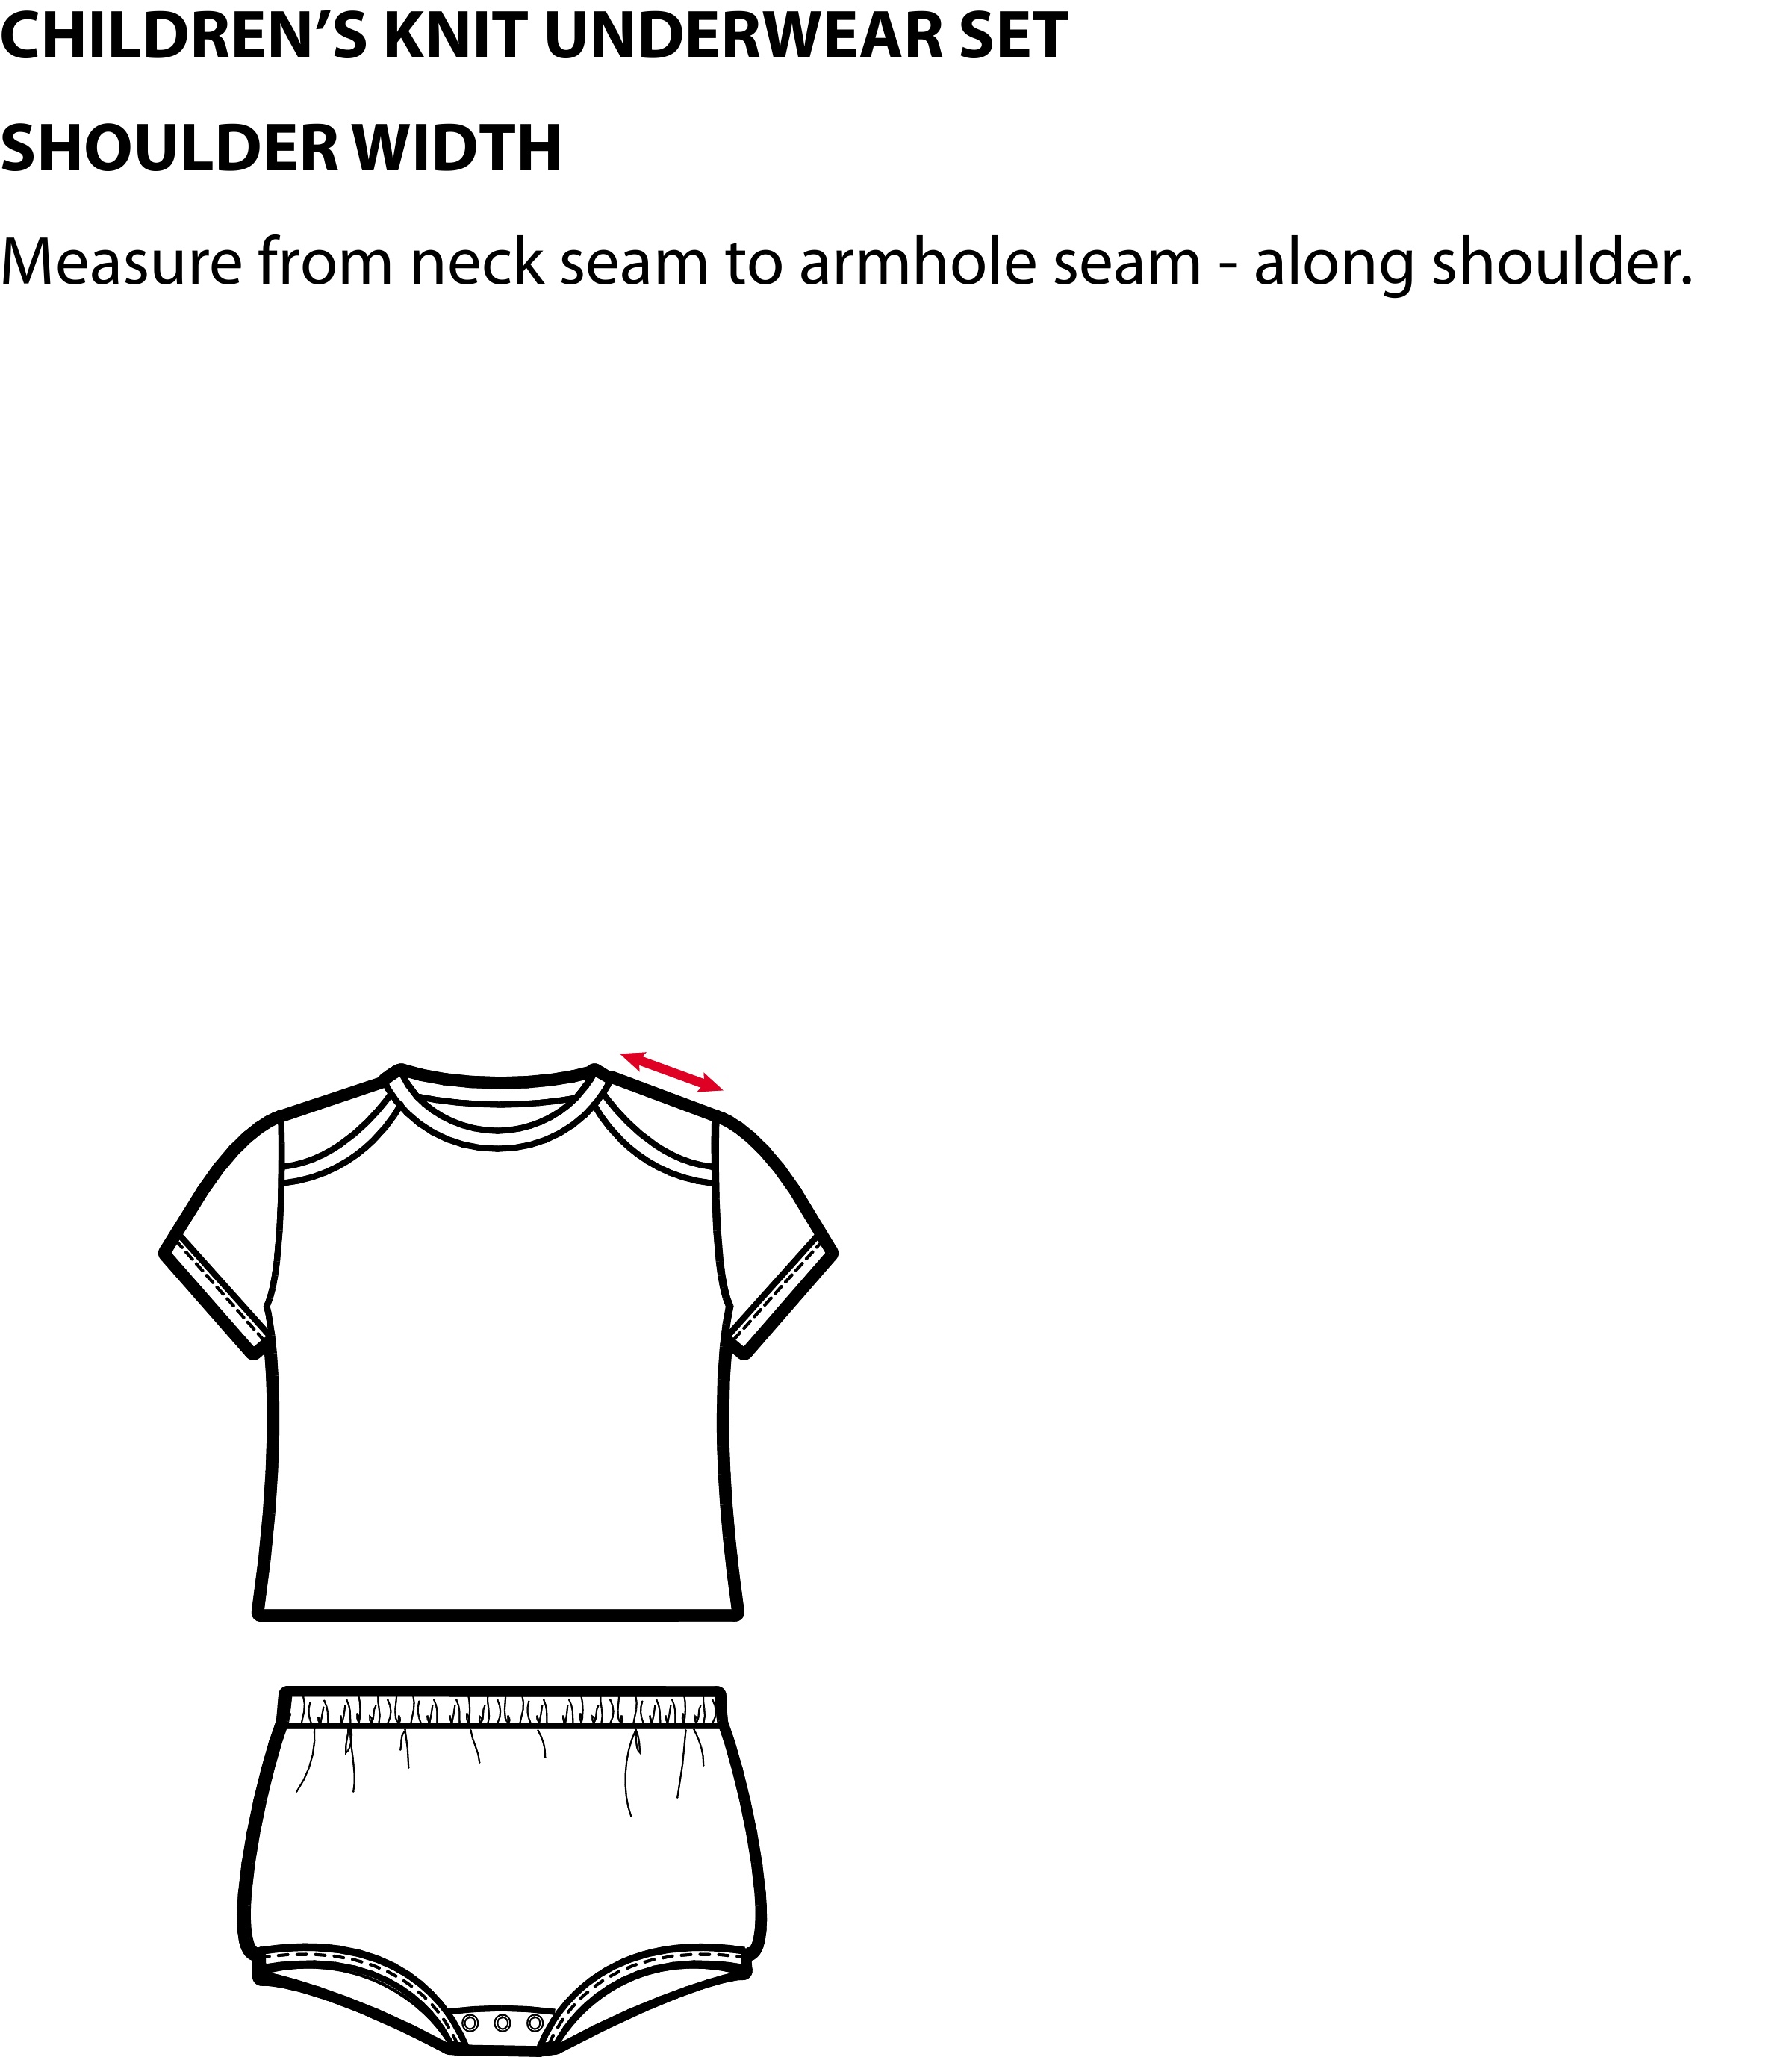 CHILDREN’S KNIT UNDERWEAR SET
SHOULDER WIDTH
Measure from neck seam to armhole seam - along shoulder.